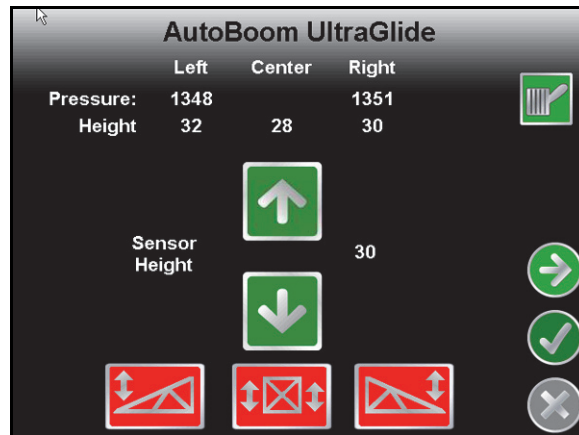 AutoBoom UltraGlide
Left Center Right
Pressure: 1348 1351
Height 32 28 30
Sensor
Height 30